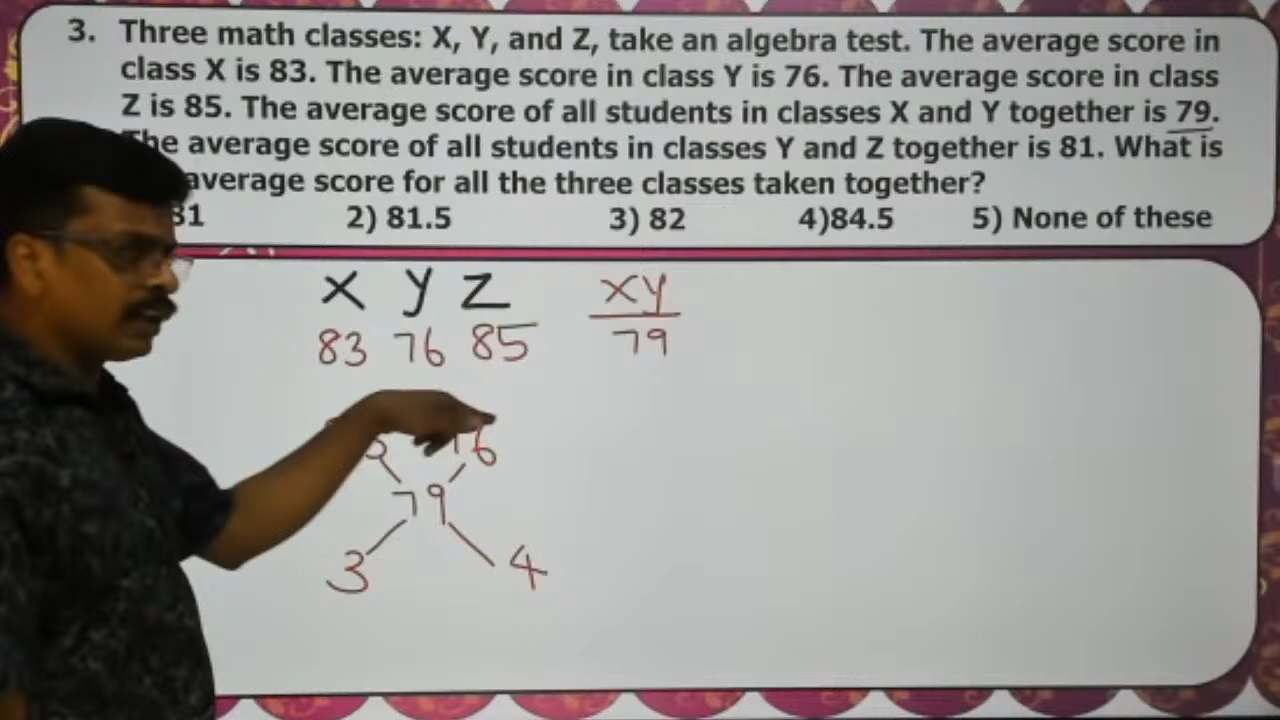 3. Three math classes: X, Y, and Z, take an algebra test. The average score in
class X is 83. The average score in class Y is 76. The average score in class
Z is 85. The average score of all students in classes X and Y together is 79.
The average score of all students in classes Y and Z together is 81. What is
average score for all the three classes taken together?
81 2) 81.5 3) 82 4)84.5 5) None of these
X y Z XY
83 76 85 79
76
79
3 4